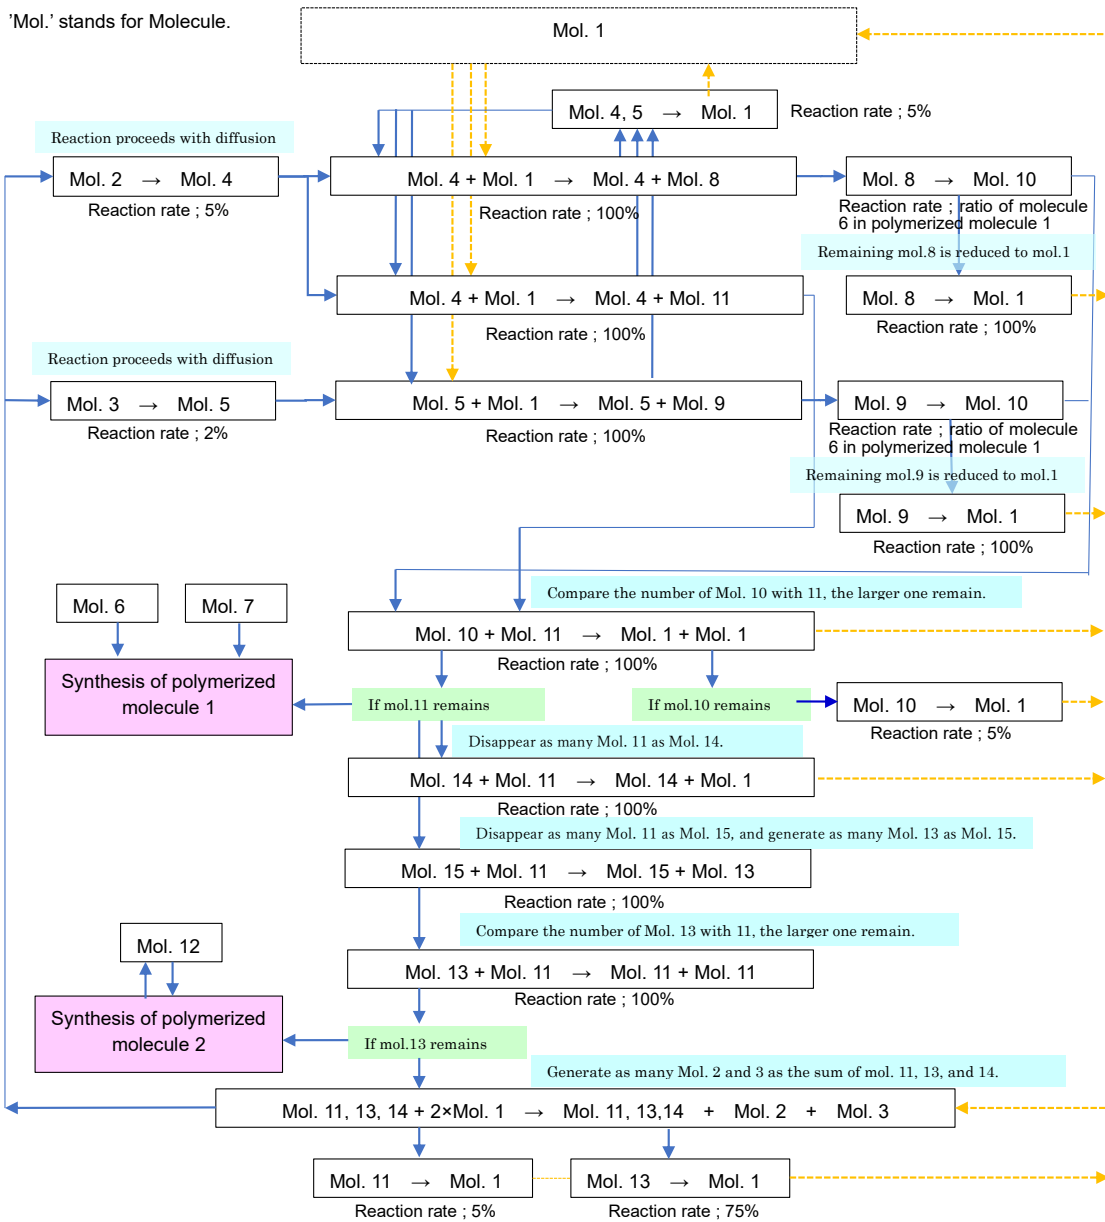 ’Mol.’ stands for Molecule.
Mol. 1
Mol. 4, 5 → Mol. 1
Reaction rate ; 5%
Reaction proceeds with diffusion
Mol. 2 → Mol. 4
Reaction rate ; 5%
Mol. 4 + Mol. 1 → Mol. 4 + Mol. 8
Reaction rate ; 100%
Mol. 8 → Mol. 10
Reaction rate ; ratio of molecule
6 in polymerized molecule 1
Remaining mol.8 is reduced to mol.1
Mol. 4 + Mol. 1 → Mol. 4 + Mol. 11
Reaction rate ; 100%
Mol. 8 → Mol. 1
Reaction rate ; 100%
Reaction proceeds with diffusion
Mol. 3 → Mol. 5
Reaction rate ; 2%
Mol. 5 + Mol. 1 → Mol. 5 + Mol. 9
Reaction rate ; 100%
Mol. 9 → Mol. 10
Reaction rate ; ratio of molecule
6 in polymerized molecule 1
Remaining mol.9 is reduced to mol.1
Mol. 9 → Mol. 1
Reaction rate ; 100%
Compare the number of Mol. 10 with 11, the larger one remain.
Mol. 6
Mol. 7
Mol. 10 + Mol. 11 → Mol. 1 + Mol. 1
Reaction rate ; 100%
Synthesis of polymerized
molecule 1
If mol.11 remains
If mol.10 remains
Mol. 10 → Mol. 1
Reaction rate ; 5%
Disappear as many Mol. 11 as Mol. 14.
Mol. 14 + Mol. 11 → Mol. 14 + Mol. 1
Reaction rate ; 100%
Disappear as many Mol. 11 as Mol. 15, and generate as many Mol. 13 as Mol. 15.
Mol. 15 + Mol. 11 → Mol. 15 + Mol. 13
Reaction rate ; 100%
Compare the number of Mol. 13 with 11, the larger one remain.
Mol. 12
Mol. 13 + Mol. 11 → Mol. 11 + Mol. 11
Reaction rate ; 100%
Synthesis of polymerized
molecule 2
If mol.13 remains
Generate as many Mol. 2 and 3 as the sum of mol. 11, 13, and 14.
Mol. 11, 13, 14 + 2×Mol. 1 → Mol. 11, 13,14 + Mol. 2 + Mol. 3
Mol. 11 → Mol. 1
Mol. 13 → Mol. 1
Reaction rate ; 5%
Reaction rate ; 75%